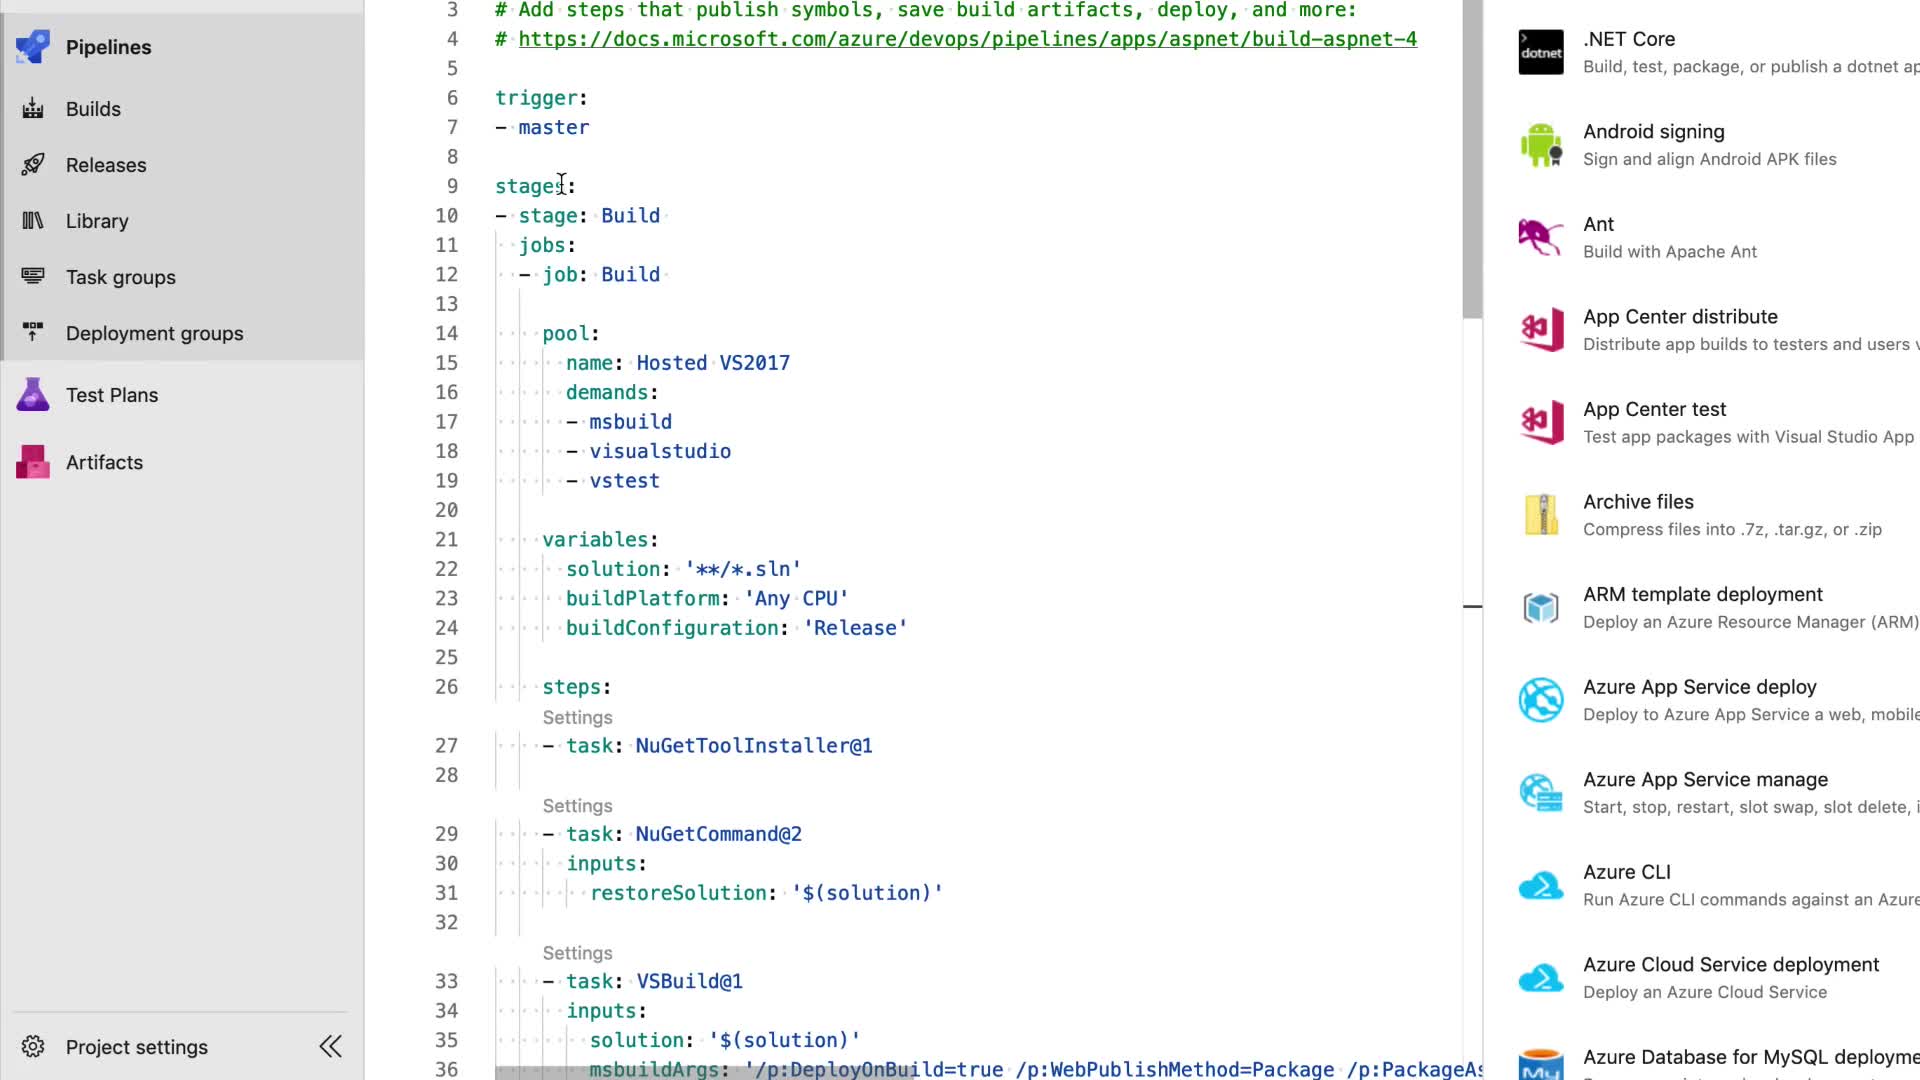 Pipelines
Builds
Releases
Library
Task groups
Deployment groups
Test Plans
Artifacts
Project settings
3 # Add steps that publish symbols, save build artifacts, deploy, and more:
4 # https://docs.microsoft.com/azure/devops/pipelines/apps/aspnet/build-aspnet-4
5
6 trigger:
7 - master
8
9 stages:
10 - stage: Build
11 jobs:
12 - job: Build
13
14 pool:
15 name: Hosted VS2017
16 demands:
17 - msbuild
18 - visualstudio
19 - vstest
20
21 variables:
22 solution: '**/*.sln'
23 buildPlatform: 'Any CPU'
24 buildConfiguration: 'Release'
25
26 steps:
Settings
27 - task: NuGetToolInstaller@1
28
Settings
29 - task: NuGetCommand@2
30 inputs:
31 restoreSolution: '$(solution)'
32
Settings
33 - task: VSBuild@1
34 inputs:
35 solution: '$(solution)'
36 msbuildArgs: '/p:DeployOnBuild=true /p:WebPublishMethod=Package /p:PackageAs
dotnet
.NET Core
Build, test, package, or publish a dotnet ap
Android signing
Sign and align Android APK files
Ant
Build with Apache Ant
App Center distribute
Distribute app builds to testers and users v
App Center test
Test app packages with Visual Studio App
Archive files
Compress files into .7z, .tar.gz, or .zip
ARM template deployment
Deploy an Azure Resource Manager (ARM)
Azure App Service deploy
Deploy to Azure App Service a web, mobile
Azure App Service manage
Start, stop, restart, slot swap, slot delete, i
Azure CLI
Run Azure CLI commands against an Azure
Azure Cloud Service deployment
Deploy an Azure Cloud Service
My
Azure Database for MySQL deployme